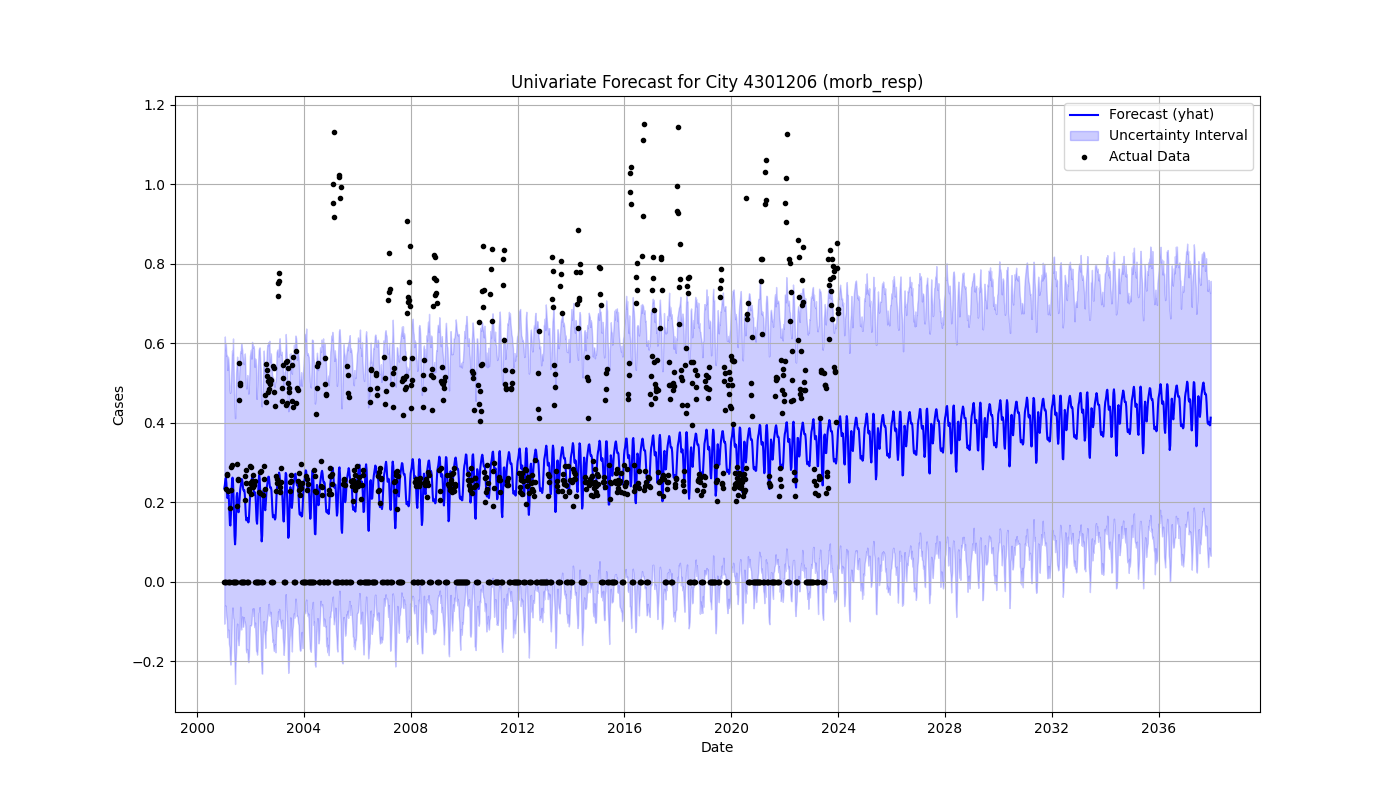 Univariate Forecast for City 4301206 (morb_resp)
Forecast (yhat)
Uncertainty Interval
Actual Data
Cases
1.2
1.0
0.8
0.6
0.4
0.2
0.0
−0.2
2000 2004 2008 2012 2016 2020 2024 2028 2032 2036
Date